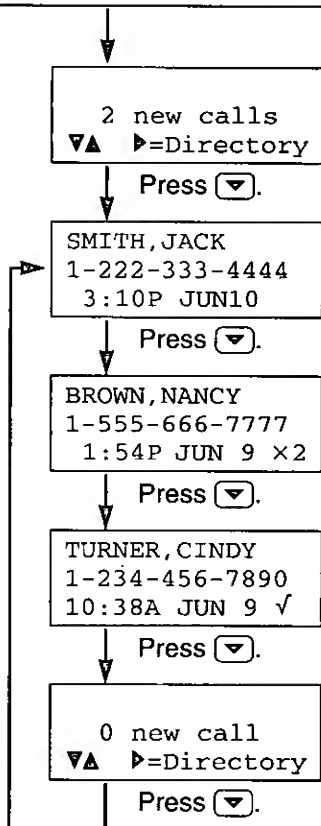 2 new calls
▼▲ ▶=Directory
Press ▼.
SMITH,JACK
1-222-333-4444
3:10P JUN10
Press ▼.
BROWN,NANCY
1-555-666-7777
1:54P JUN 9 ×2
Press ▼.
TURNER,CINDY
1-234-456-7890
10:38A JUN 9 √
Press ▼.
0 new call
▼▲ ▶=Directory
Press ▼.